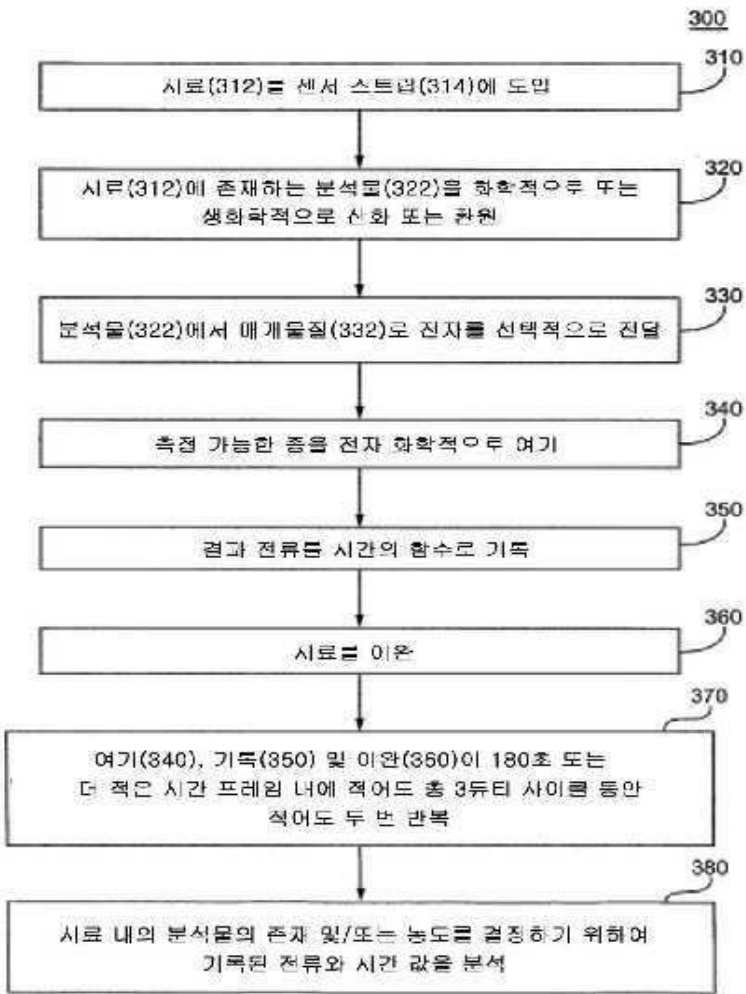 300
310
시료(312)를 센서 스트립(314)에 도입
320
시료(312)에 존재하는 분석물(322)을 화학적으로 또는
생화학적으로 산화 또는 환원
330
분석물(322)에서 매개물질(332)로 전자를 선택적으로 전달
340
측정 가능한 종을 전자 화학적으로 여기
350
결과 전류를 시간의 함수로 기록
360
시료를 이완
370
여기(340), 기록(350) 및 이완(360)이 180초 또는
더 적은 시간 프레임 내에 적어도 총 3듀티 사이클 동안
적어도 두 번 반복
380
시료 내의 분석물의 존재 및/또는 농도를 결정하기 위하여
기록된 전류와 시간 값을 분석